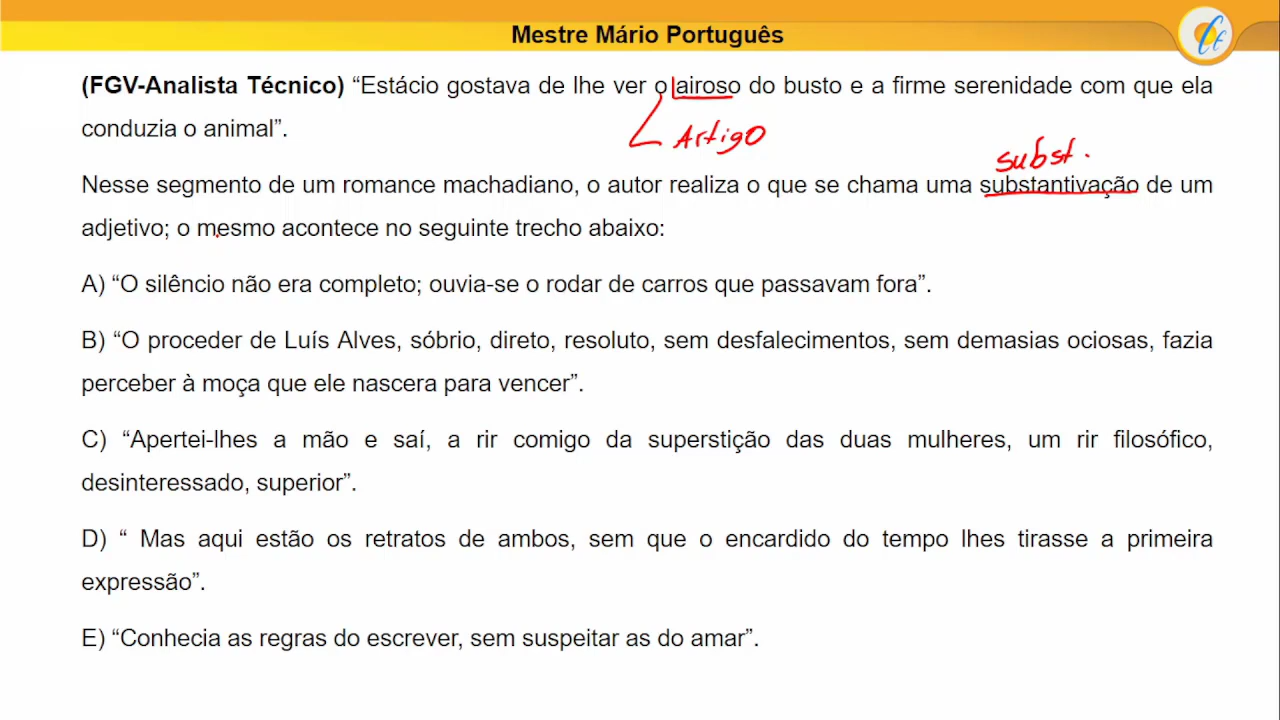 Mestre Mário Português
(FGV-Analista Técnico) “Estácio gostava de lhe ver o airoso do busto e a firme serenidade com que ela
conduzia o animal”.
Artigo
subst.
Nesse segmento de um romance machadiano, o autor realiza o que se chama uma substantivação de um
adjetivo; o mesmo acontece no seguinte trecho abaixo:
A) “O silêncio não era completo; ouvia-se o rodar de carros que passavam fora”.
B) “O proceder de Luís Alves, sóbrio, direto, resoluto, sem desfalecimentos, sem demasias ociosas, fazia
perceber à moça que ele nascera para vencer”.
C) “Apertei-lhes a mão e saí, a rir comigo da superstição das duas mulheres, um rir filosófico,
desinteressado, superior”.
D) “ Mas aqui estão os retratos de ambos, sem que o encardido do tempo lhes tirasse a primeira
expressão”.
E) “Conhecia as regras do escrever, sem suspeitar as do amar”.